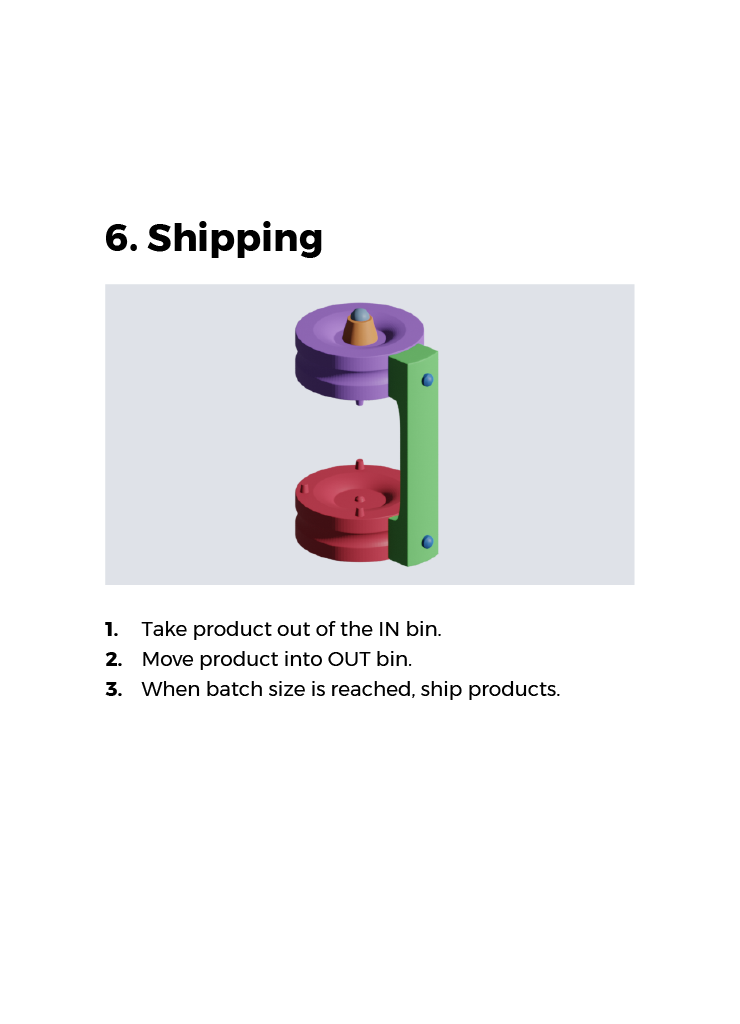 6. Shipping
1. Take product out of the IN bin.
2. Move product into OUT bin.
3. When batch size is reached, ship products.